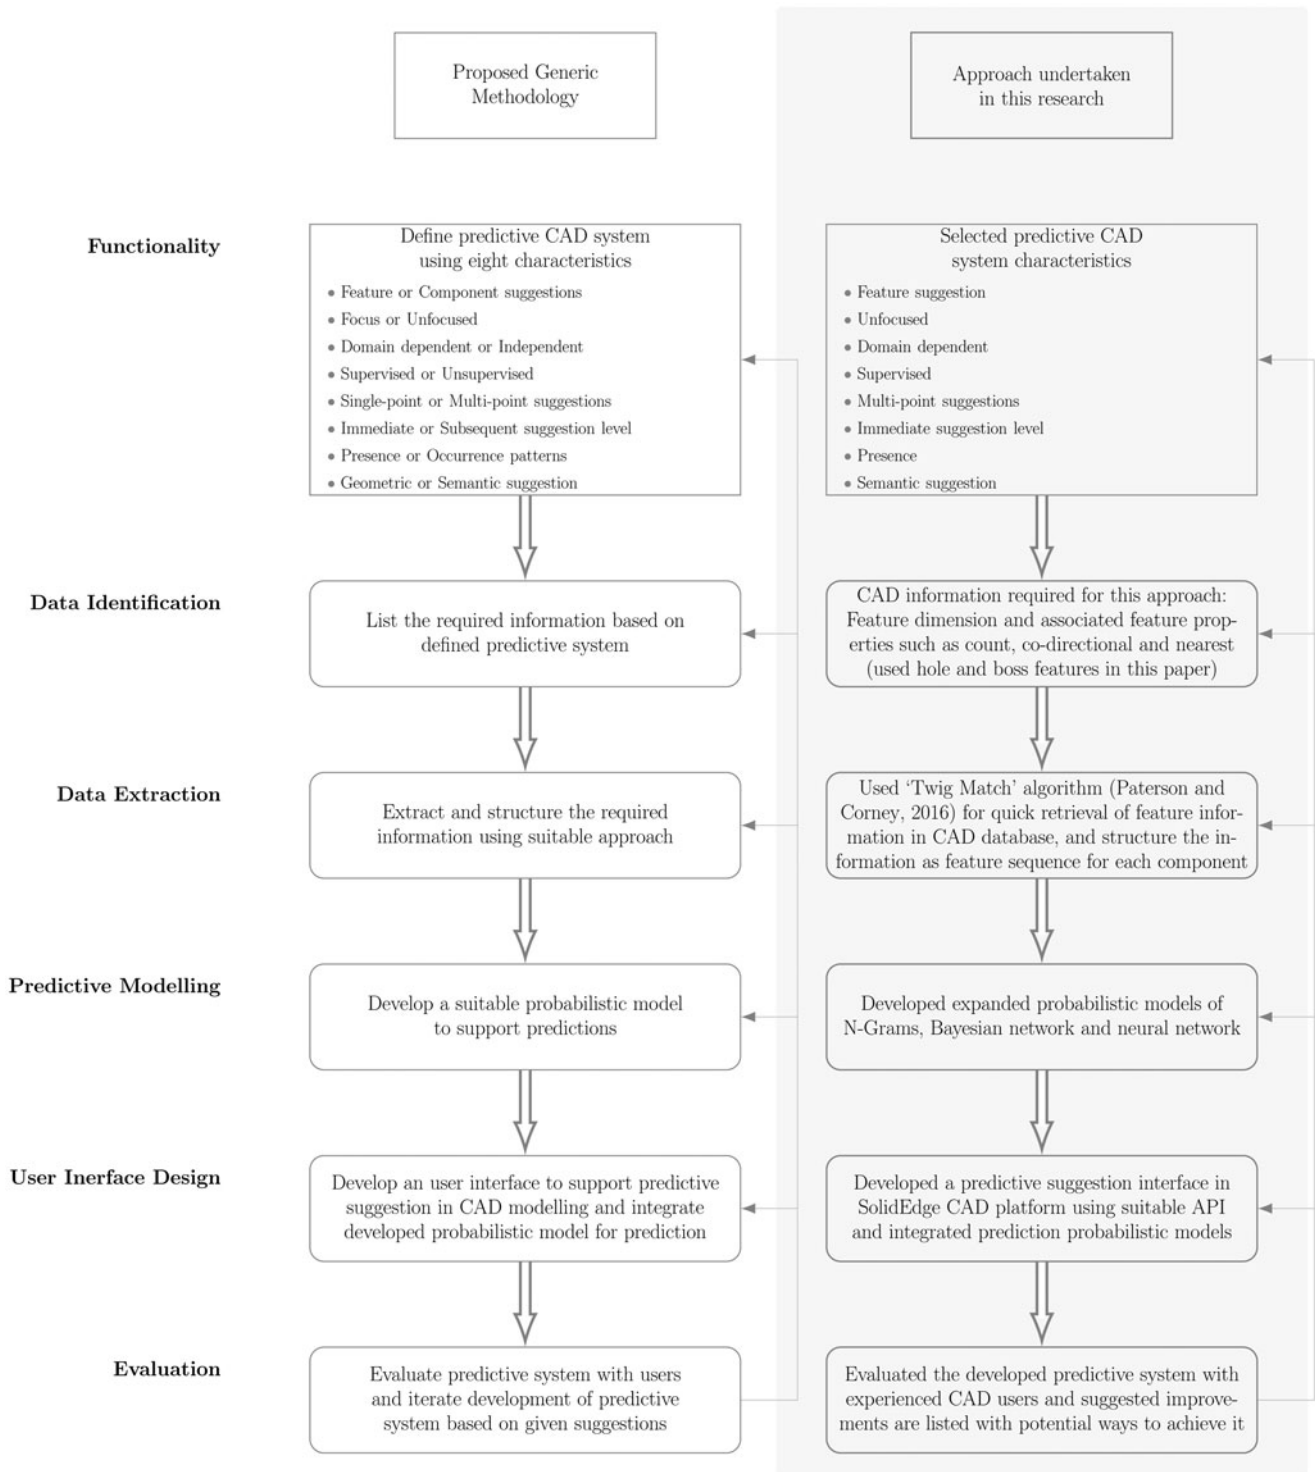 Proposed Generic
Methodology
Approach undertaken
in this research
Functionality
Define predictive CAD system
using eight characteristics
• Feature or Component suggestions
• Focus or Unfocused
• Domain dependent or Independent
• Supervised or Unsupervised
• Single-point or Multi-point suggestions
• Immediate or Subsequent suggestion level
• Presence or Occurrence patterns
• Geometric or Semantic suggestion
Selected predictive CAD
system characteristics
• Feature suggestion
• Unfocused
• Domain dependent
• Supervised
• Multi-point suggestions
• Immediate suggestion level
• Presence
• Semantic suggestion
Data Identification
List the required information based on
defined predictive system
CAD information required for this approach:
Feature dimension and associated feature prop-
erties such as count, co-directional and nearest
(used hole and boss features in this paper)
Data Extraction
Extract and structure the required
information using suitable approach
Used ‘Twig Match’ algorithm (Paterson and
Corney, 2016) for quick retrieval of feature infor-
mation in CAD database, and structure the in-
formation as feature sequence for each component
Predictive Modelling
Develop a suitable probabilistic model
to support predictions
Developed expanded probabilistic models of
N-Grams, Bayesian network and neural network
User Inerface Design
Develop an user interface to support predictive
suggestion in CAD modelling and integrate
developed probabilistic model for prediction
Developed a predictive suggestion interface in
SolidEdge CAD platform using suitable API
and integrated prediction probabilistic models
Evaluation
Evaluate predictive system with users
and iterate development of predictive
system based on given suggestions
Evaluated the developed predictive system with
experienced CAD users and suggested improve-
ments are listed with potential ways to achieve it